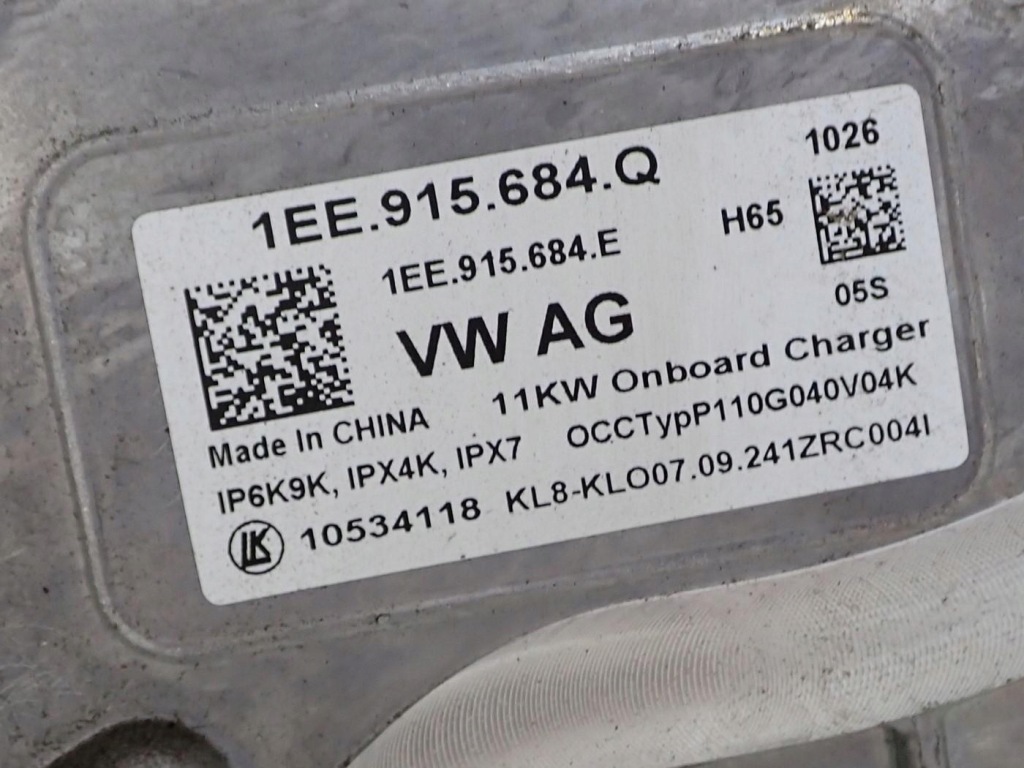 1EE.915.684.Q
1026
1EE.915.684.E
H65
VW AG
05S
11KW Onboard Charger
Made In CHINA
OCCTypP110G040V04K
IP6K9K, IPX4K, IPX7
LK 10534118 KL8-KLO07.09.241ZRC004I